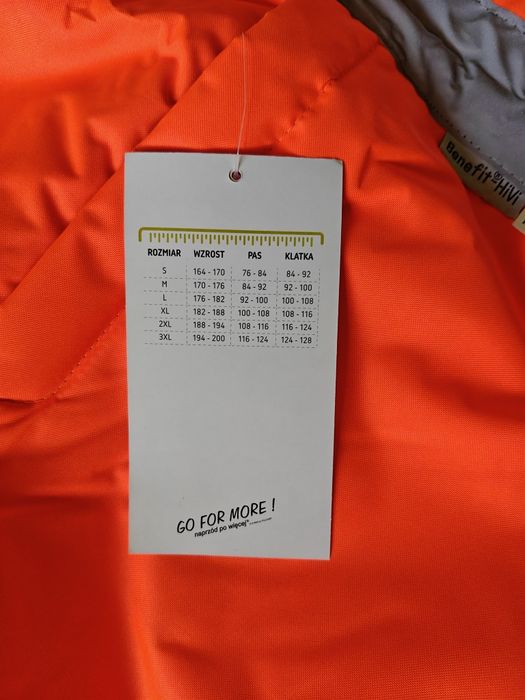 ROZMIAR WZROST PAS KLATKA
S 164 - 170 76 - 84 84 - 92
M 170 - 176 84 - 92 92 - 100
L 176 - 182 92 - 100 100 - 108
XL 182 - 188 100 - 108 108 - 116
2XL 188 - 194 108 - 116 116 - 124
3XL 194 - 200 116 - 124 124 - 128
GO FOR MORE !
naprzód po więcej
Benefit® HiVi